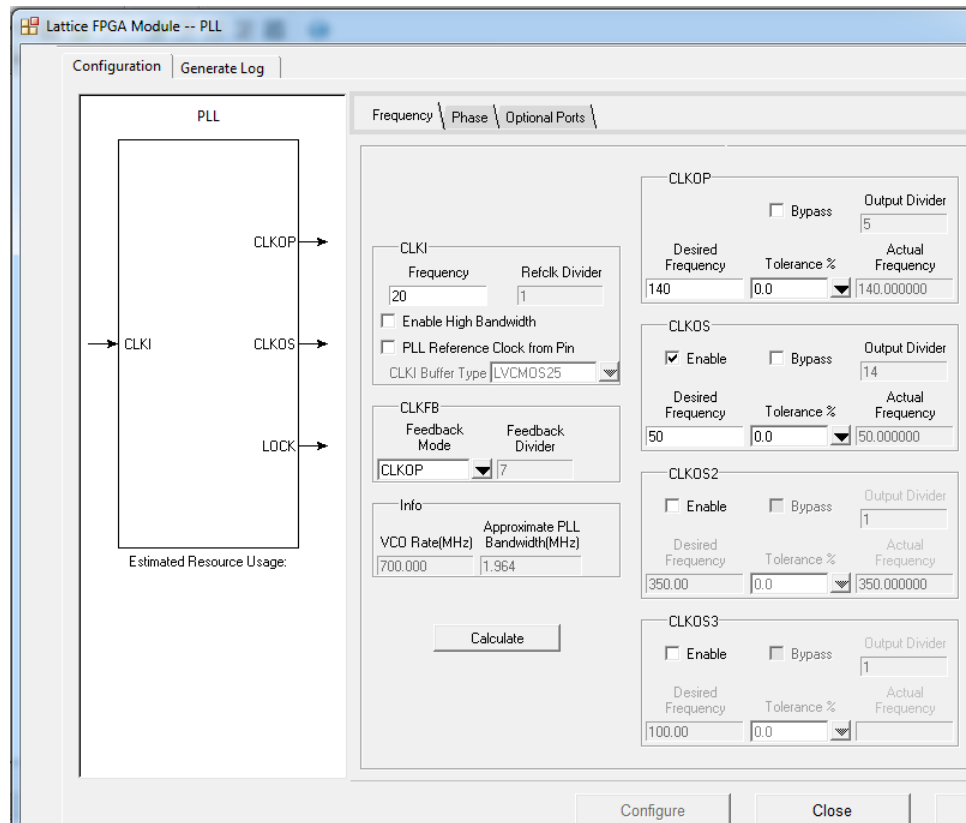 Lattice FPGA Module -- PLL
Configuration
Generate Log
PLL
CLKOP
CLKI
CLKOS
LOCK
Estimated Resource Usage:
Frequency
Phase
Optional Ports
CLKI
Frequency
Refclk Divider
20
1
Enable High Bandwidth
PLL Reference Clock from Pin
CLKI Buffer Type
LVCMOS25
CLKFB
Feedback
Mode
Feedback
Divider
CLKOP
7
Info
VCO Rate(MHz)
Approximate PLL
Bandwidth(MHz)
700.000
1.964
Calculate
CLKOP
Bypass
Output Divider
5
Desired
Frequency
Tolerance %
Actual
Frequency
140
0.0
140.000000
CLKOS
Enable
Bypass
Output Divider
14
Desired
Frequency
Tolerance %
Actual
Frequency
50
0.0
50.000000
CLKOS2
Enable
Bypass
Output Divider
1
Desired
Frequency
Tolerance %
Actual
Frequency
350.00
0.0
350.000000
CLKOS3
Enable
Bypass
Output Divider
1
Desired
Frequency
Tolerance %
Actual
Frequency
100.00
0.0
Configure
Close